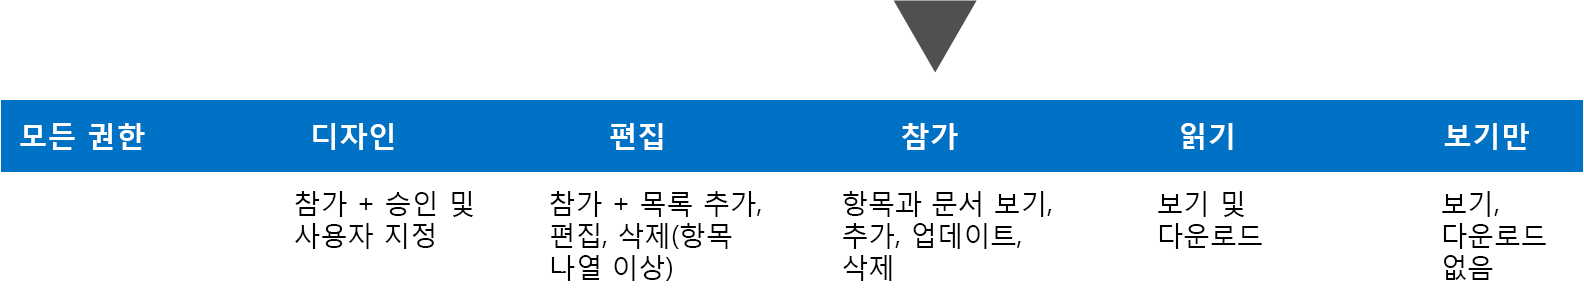 모든 권한 디자인 편집 참가 읽기 보기만
참가 + 승인 및
사용자 지정
참가 + 목록 추가,
편집, 삭제(항목
나열 이상)
항목과 문서 보기,
추가, 업데이트,
삭제
보기 및
다운로드
보기,
다운로드
없음